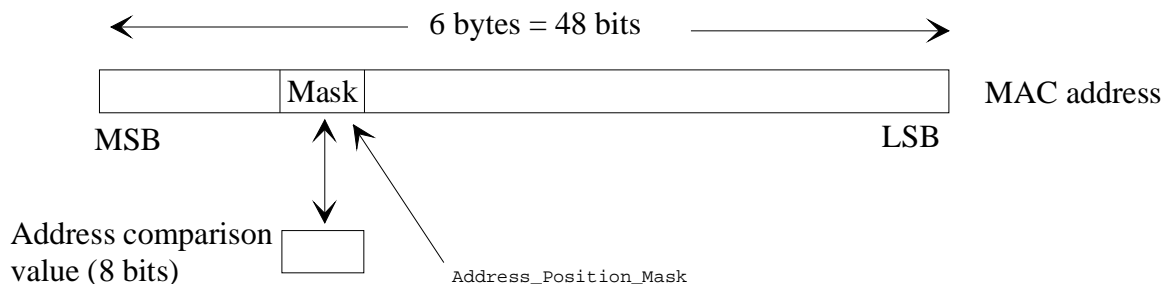 6 bytes = 48 bits
Mask
MAC address
MSB
LSB
Address comparison
value (8 bits)
Address_Position_Mask